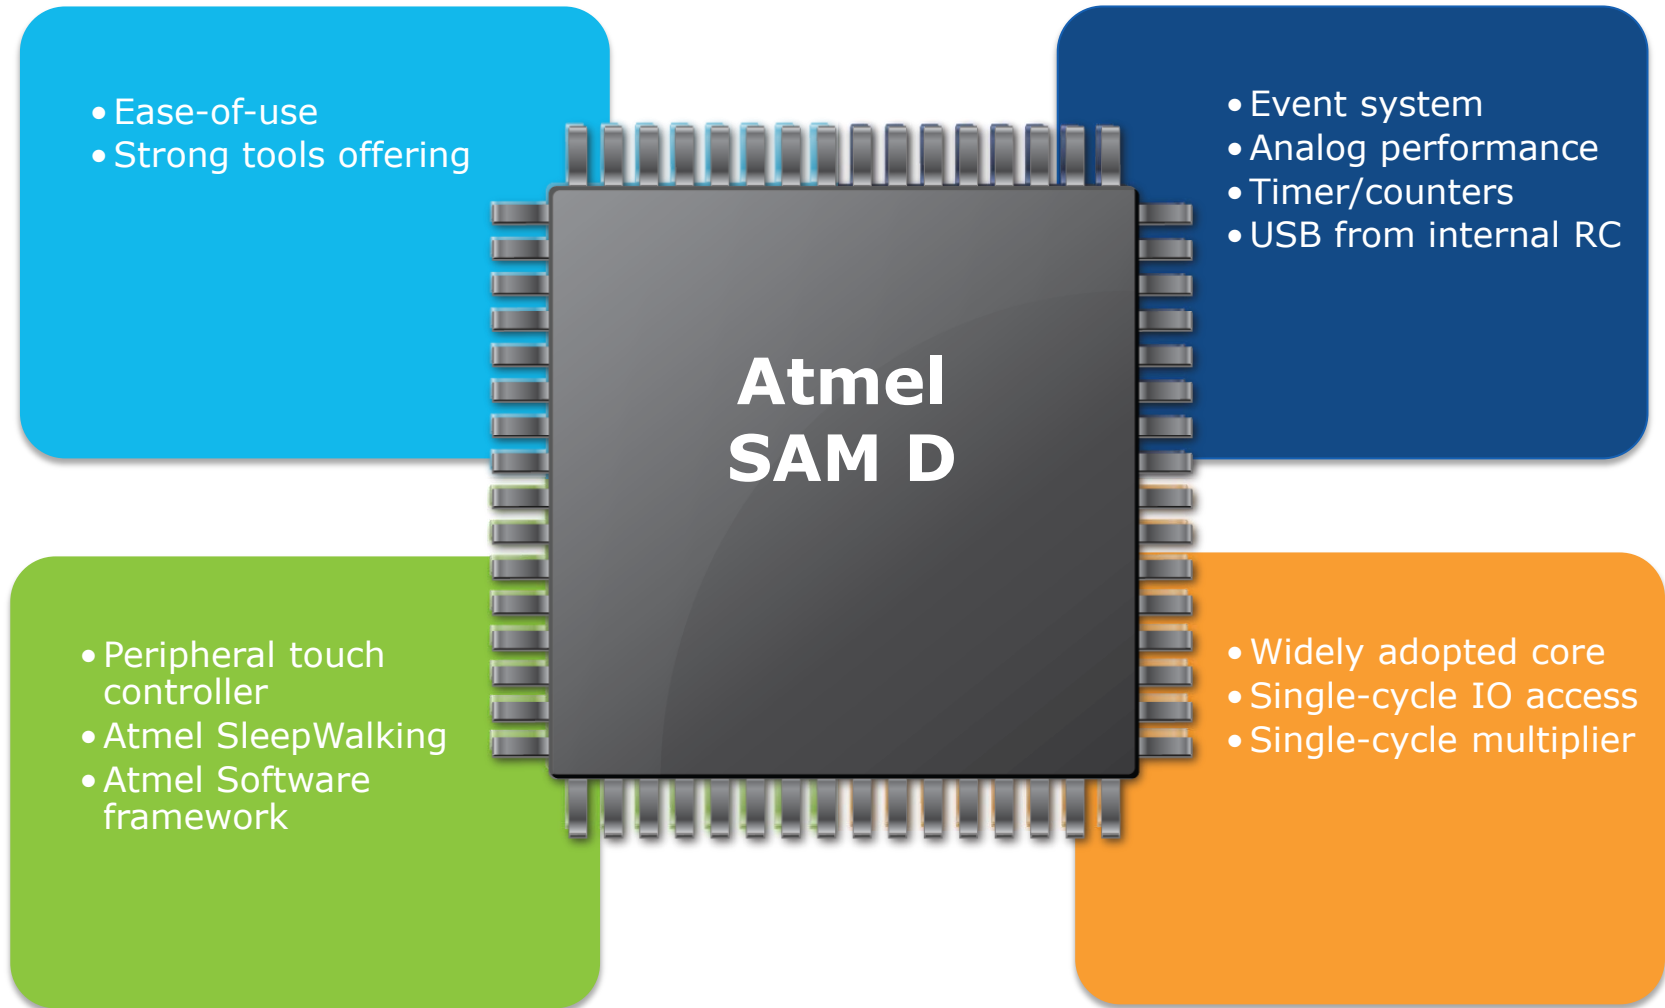 • Ease-of-use
• Strong tools offering
• Event system
• Analog performance
• Timer/counters
• USB from internal RC
Atmel
SAM D
• Peripheral touch
controller
• Atmel SleepWalking
• Atmel Software
framework
• Widely adopted core
• Single-cycle IO access
• Single-cycle multiplier